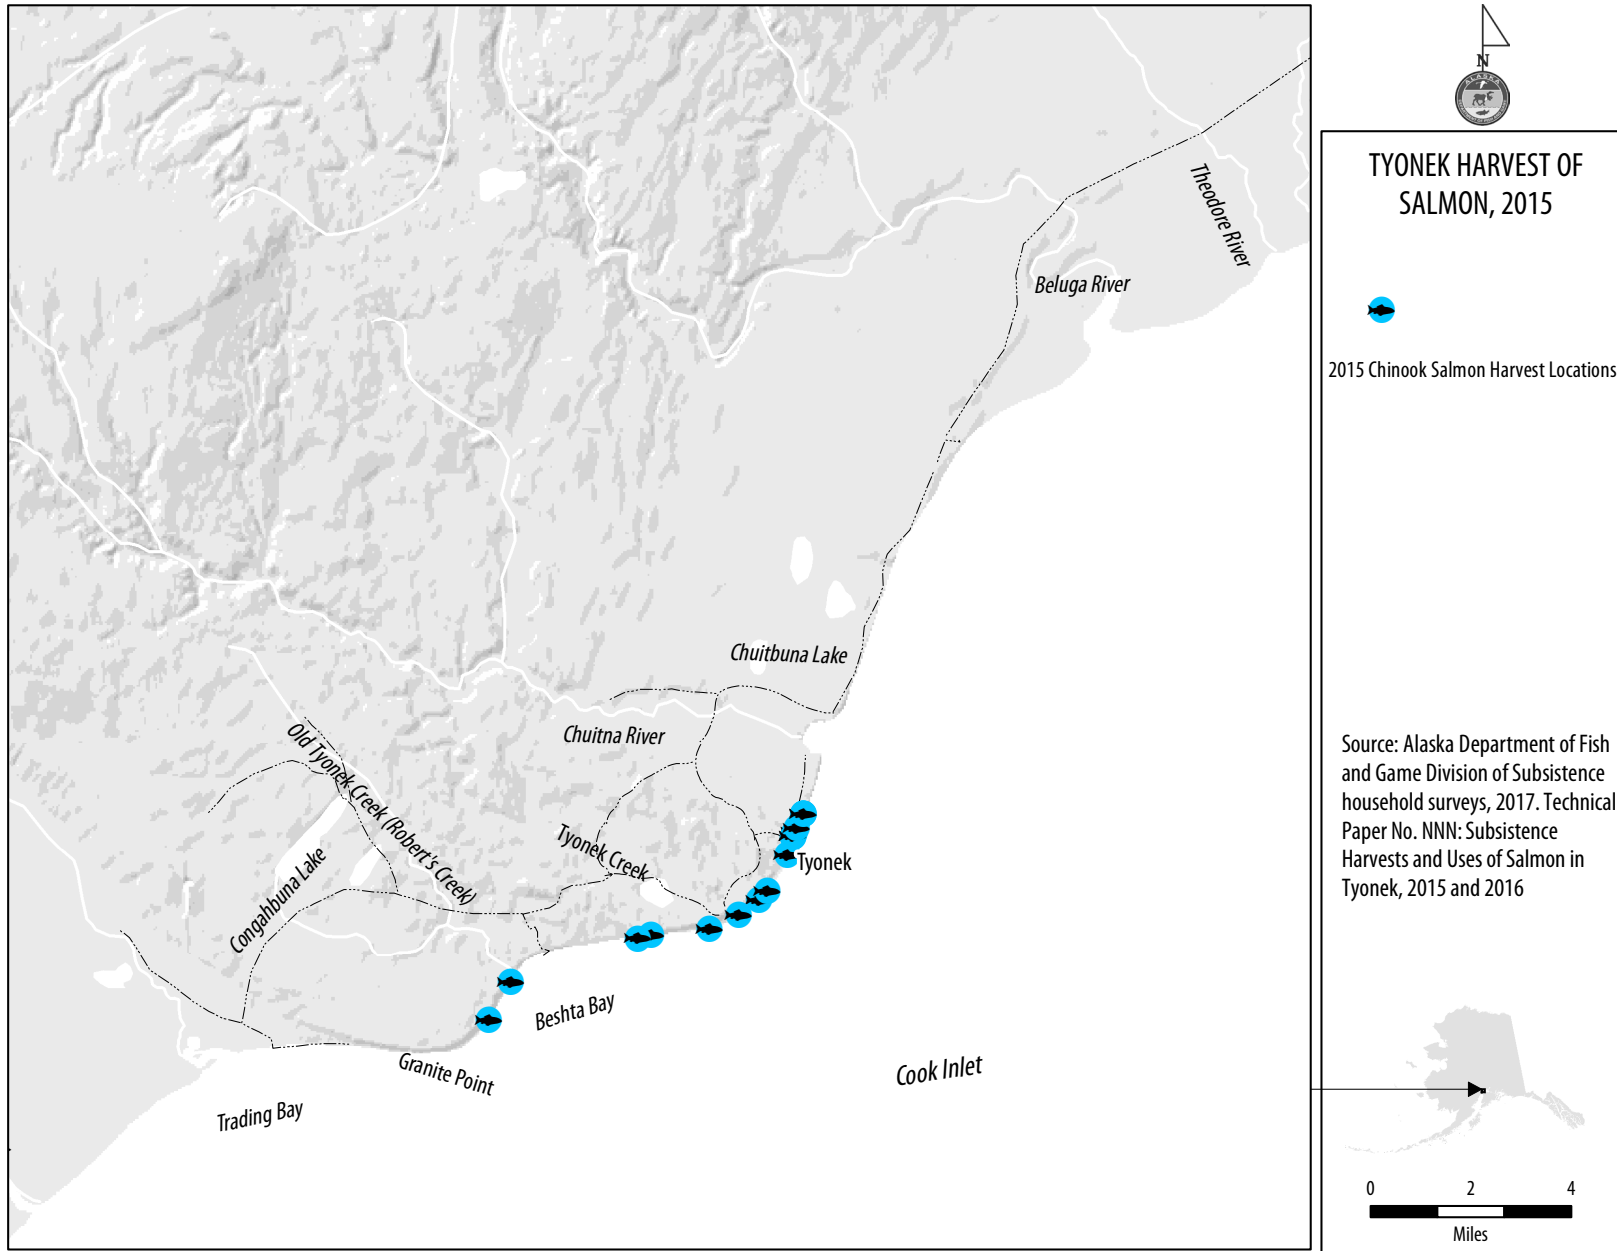 N
ALASKA
TYONEK HARVEST OF
SALMON, 2015
2015 Chinook Salmon Harvest Locations
Source: Alaska Department of Fish
and Game Division of Subsistence
household surveys, 2017. Technical
Paper No. NNN: Subsistence
Harvests and Uses of Salmon in
Tyonek, 2015 and 2016
0 2 4
Miles
Theodore River
Beluga River
Chuitbuna Lake
Chuitna River
Old Tyonek Creek (Robert's Creek)
Tyonek Creek
Tyonek
Congahbuna Lake
Beshta Bay
Granite Point
Cook Inlet
Trading Bay